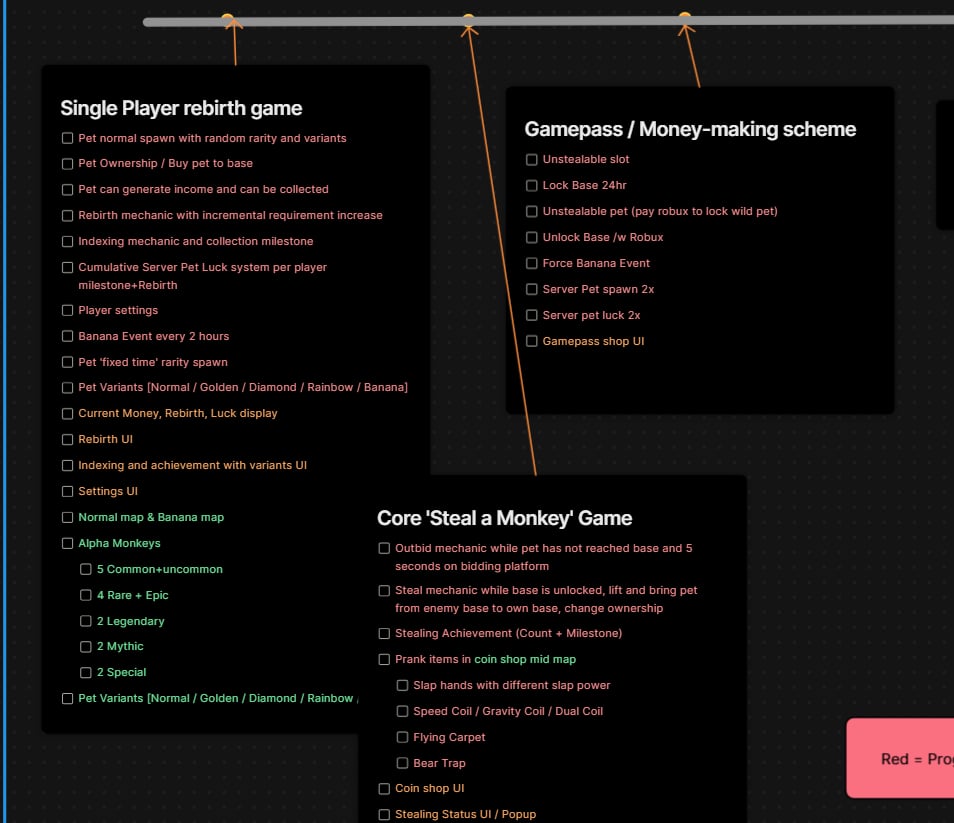 Single Player rebirth game
Pet normal spawn with random rarity and variants
Pet Ownership / Buy pet to base
Pet can generate income and can be collected
Rebirth mechanic with incremental requirement increase
Indexing mechanic and collection milestone
Cumulative Server Pet Luck system per player
milestone+Rebirth
Player settings
Banana Event every 2 hours
Pet 'fixed time' rarity spawn
Pet Variants [Normal / Golden / Diamond / Rainbow / Banana]
Current Money, Rebirth, Luck display
Rebirth UI
Indexing and achievement with variants UI
Settings UI
Normal map & Banana map
Alpha Monkeys
5 Common+uncommon
4 Rare + Epic
2 Legendary
2 Mythic
2 Special
Pet Variants [Normal / Golden / Diamond / Rainbow /
Core 'Steal a Monkey' Game
Outbid mechanic while pet has not reached base and 5
seconds on bidding platform
Steal mechanic while base is unlocked, lift and bring pet
from enemy base to own base, change ownership
Stealing Achievement (Count + Milestone)
Prank items in coin shop mid map
Slap hands with different slap power
Speed Coil / Gravity Coil / Dual Coil
Flying Carpet
Bear Trap
Coin shop UI
Stealing Status UI / Popup
Gamepass / Money-making scheme
Unstealable slot
Lock Base 24hr
Unstealable pet (pay robux to lock wild pet)
Unlock Base /w Robux
Force Banana Event
Server Pet spawn 2x
Server pet luck 2x
Gamepass shop UI
Red = Prog